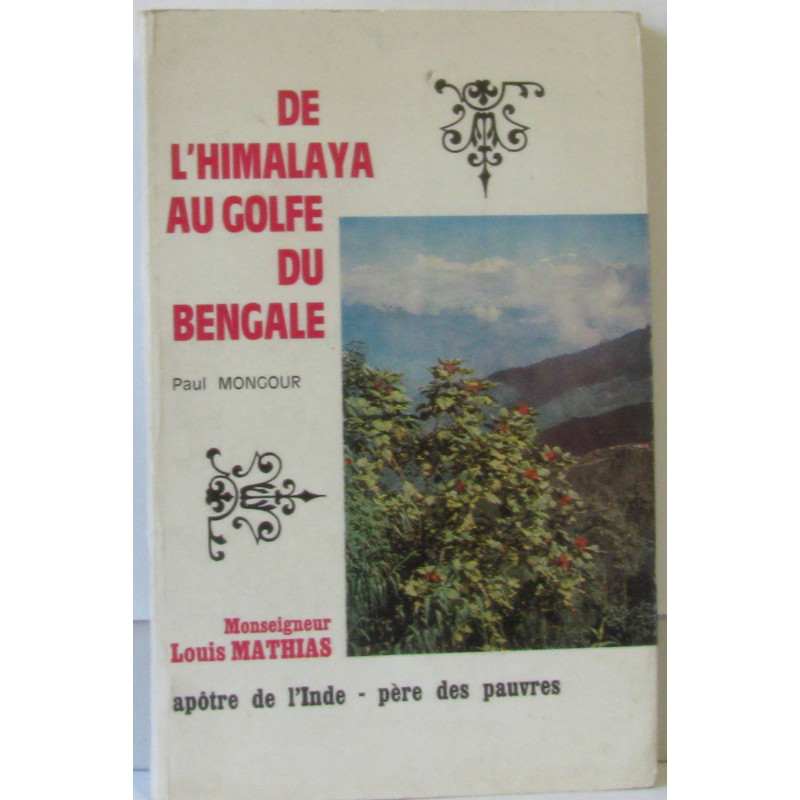 DE
L'HIMALAYA
AU GOLFE
DU
BENGALE
Paul MONCOUR
Monseigneur
Louis MATHIAS
apôtre de l'Inde - père des pauvres